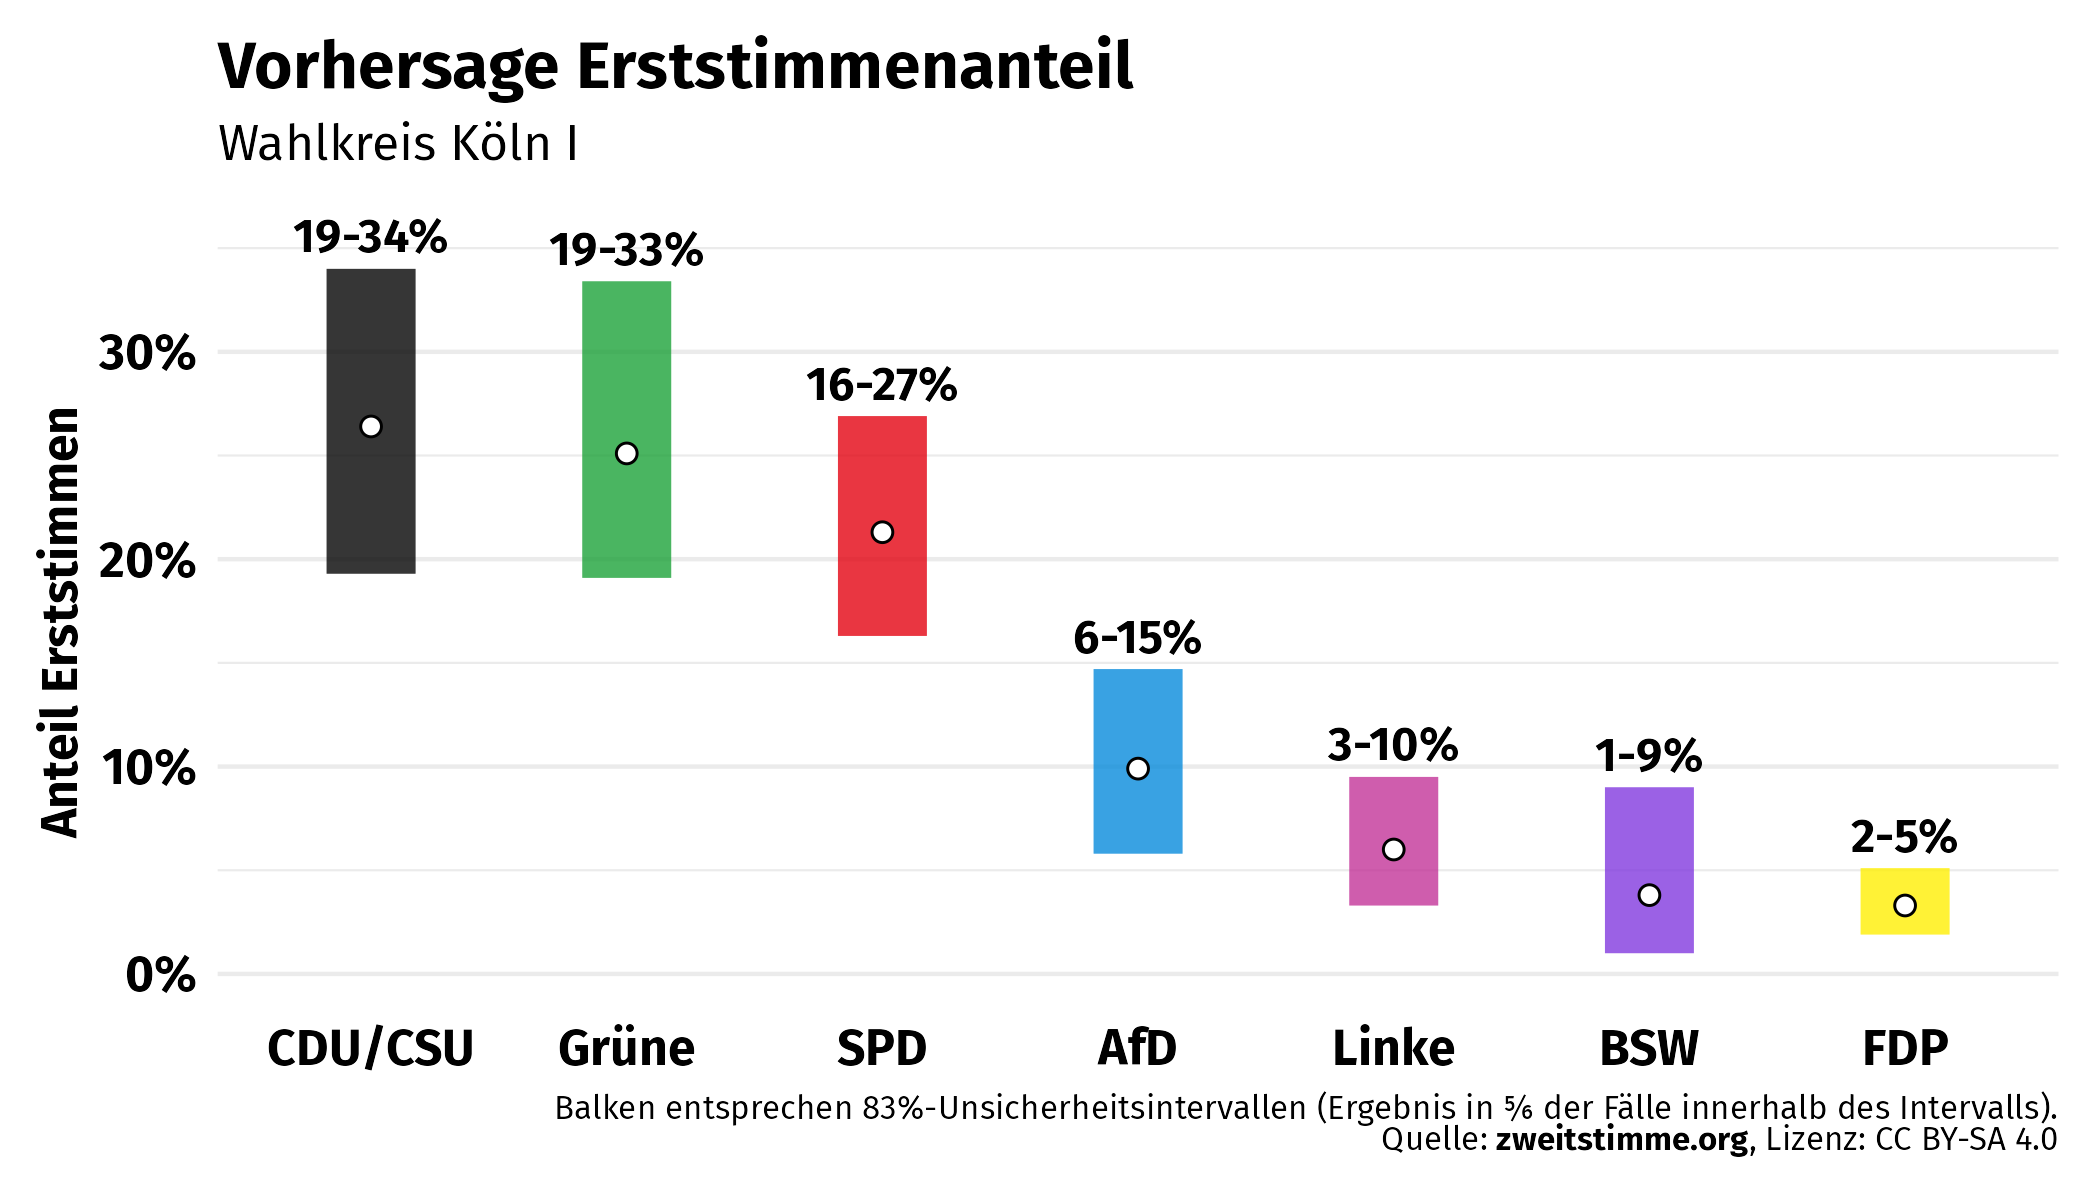 Vorhersage Erststimmenanteil
Wahlkreis Köln I
19-34%
19-33%
16-27%
6-15%
3-10%
1-9%
2-5%
Anteil Erststimmen
30%
20%
10%
0%
CDU/CSU Grüne SPD AfD Linke BSW FDP
Balken entsprechen 83%-Unsicherheitsintervallen (Ergebnis in ⅚ der Fälle innerhalb des Intervalls).
Quelle: zweitstimme.org, Lizenz: CC BY-SA 4.0